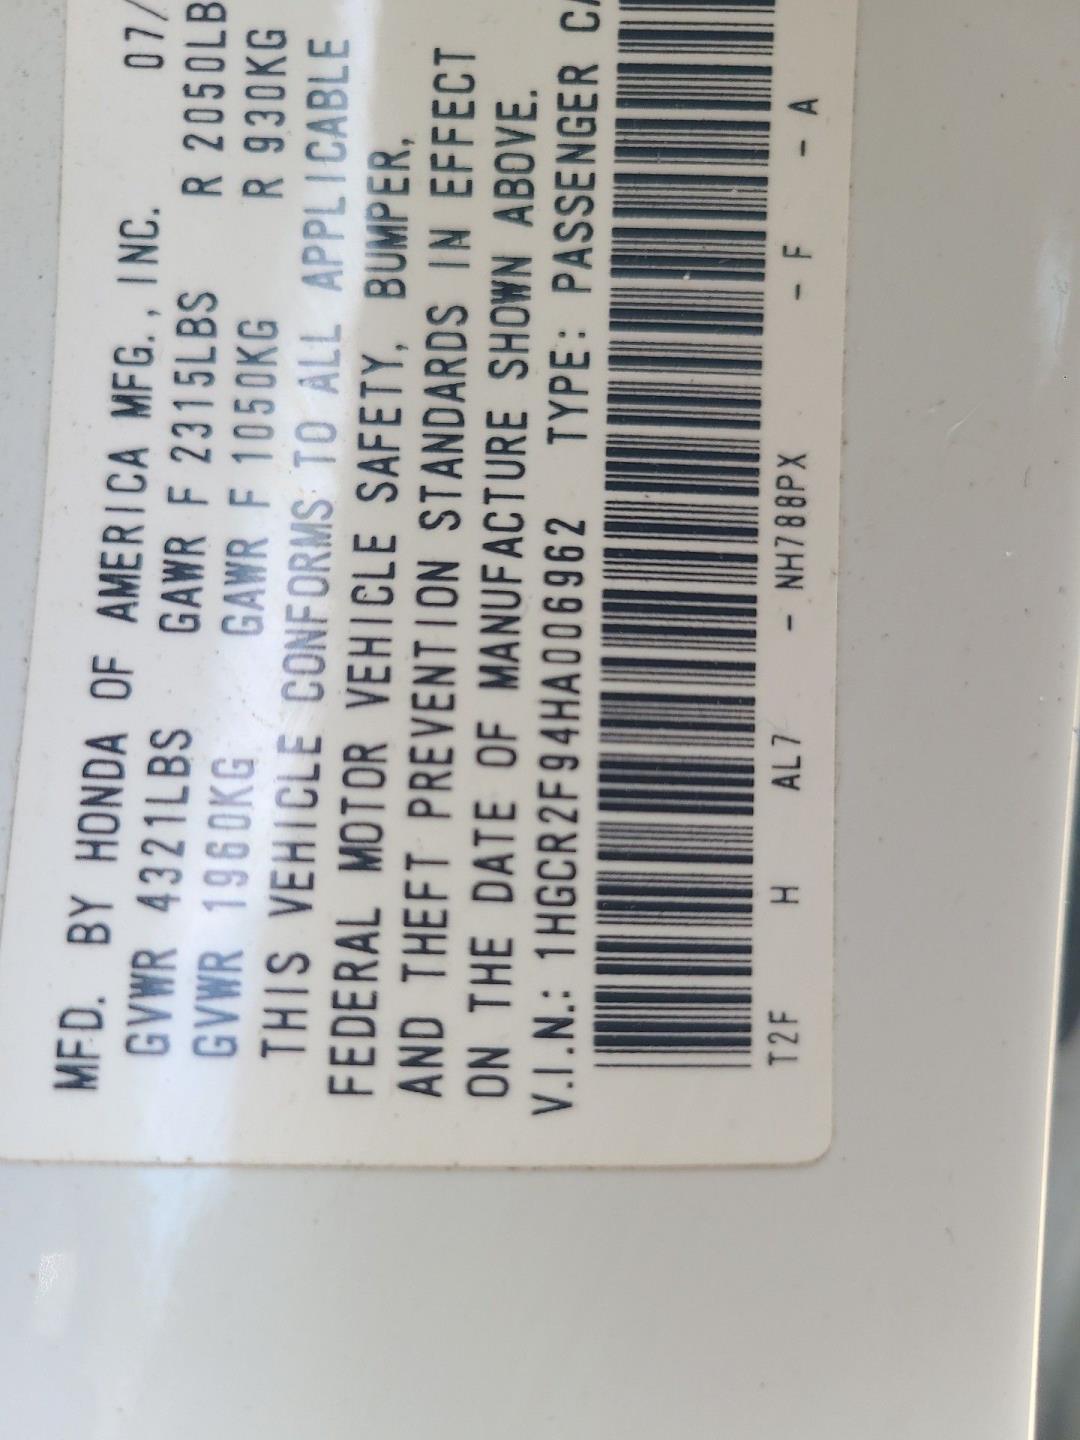 MFD. BY HONDA OF AMERICA MFG., INC. 07/
GVWR 4321LBS GAWR F 2315LBS R 2050LB
GVWR 1960KG GAWR F 1050KG R 930KG
THIS VEHICLE CONFORMS TO ALL APPLICABLE
FEDERAL MOTOR VEHICLE SAFETY, BUMPER,
AND THEFT PREVENTION STANDARDS IN EFFECT
ON THE DATE OF MANUFACTURE SHOWN ABOVE.
V.I.N.: 1HGCR2F94HA006962 TYPE: PASSENGER CA
T2F H AL7 - NH788PX - F - A